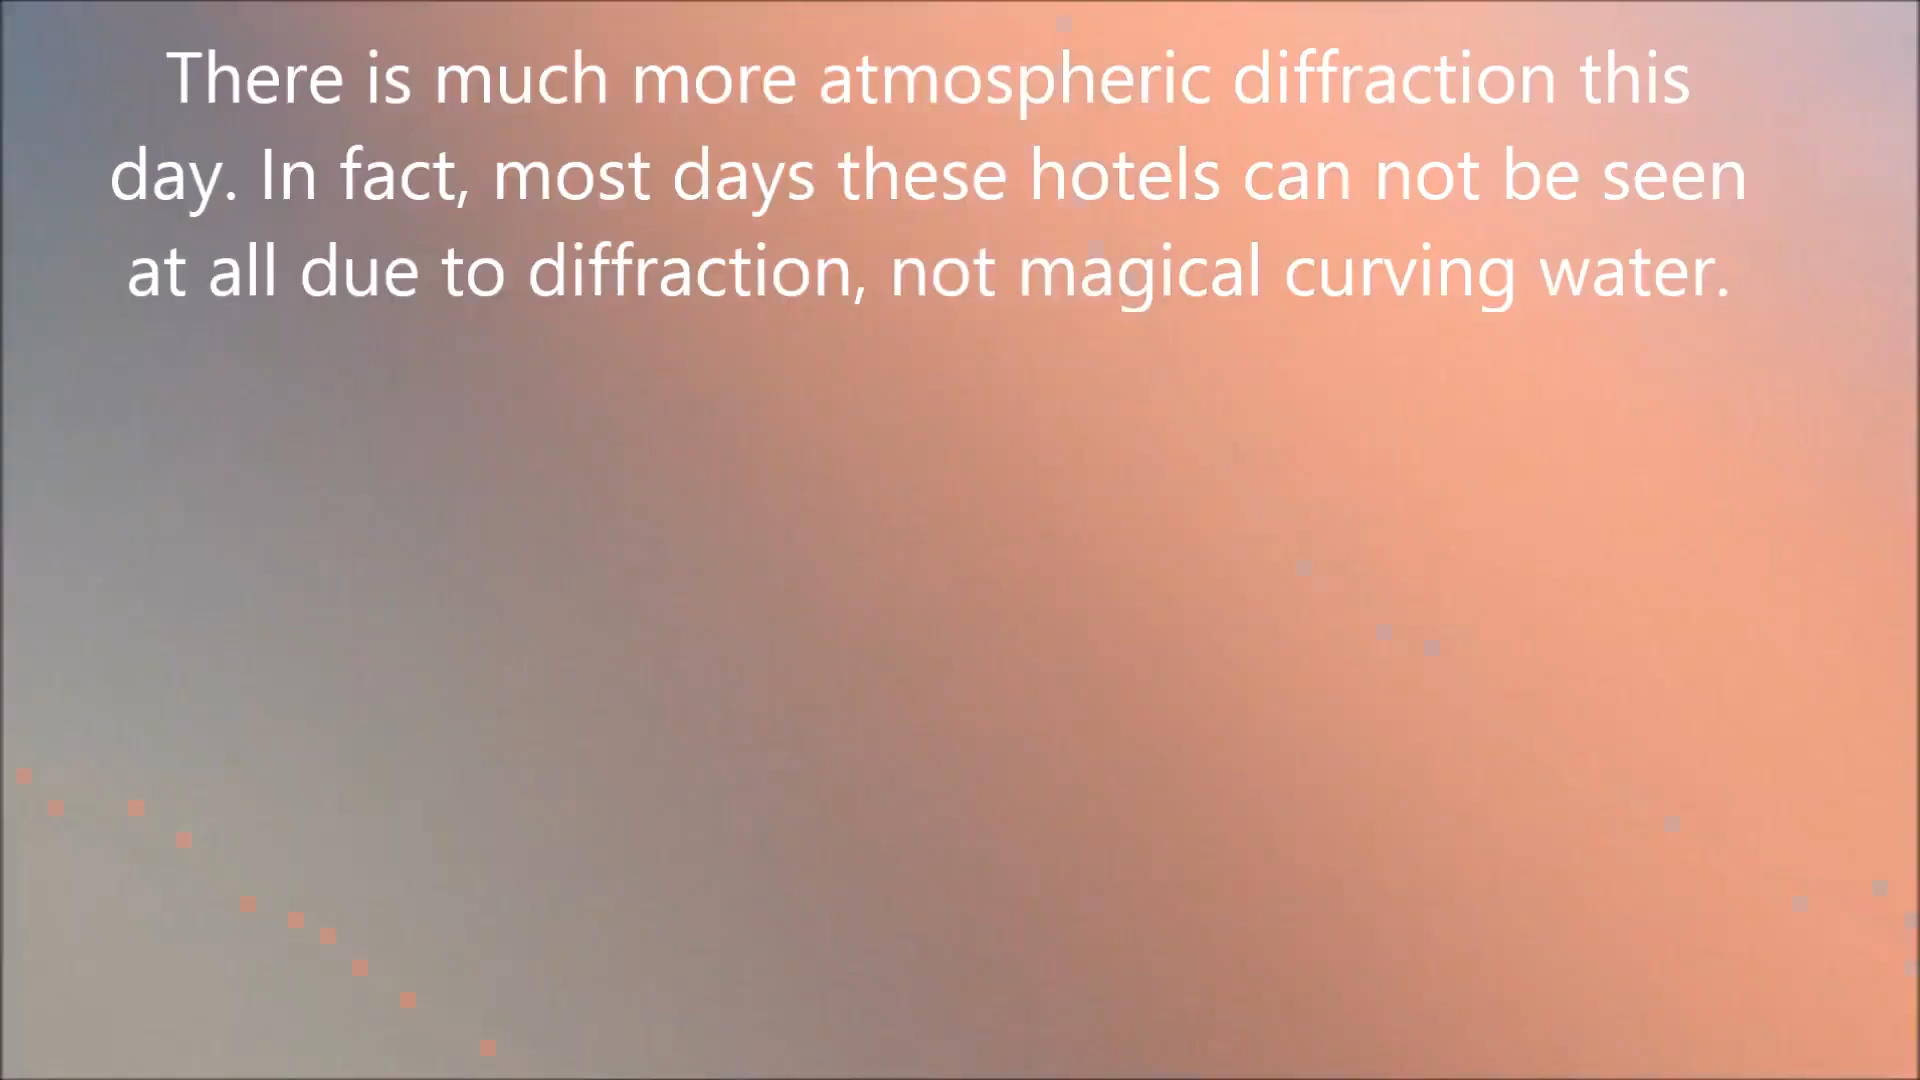 There is much more atmospheric diffraction this
day. In fact, most days these hotels can not be seen
at all due to diffraction, not magical curving water.